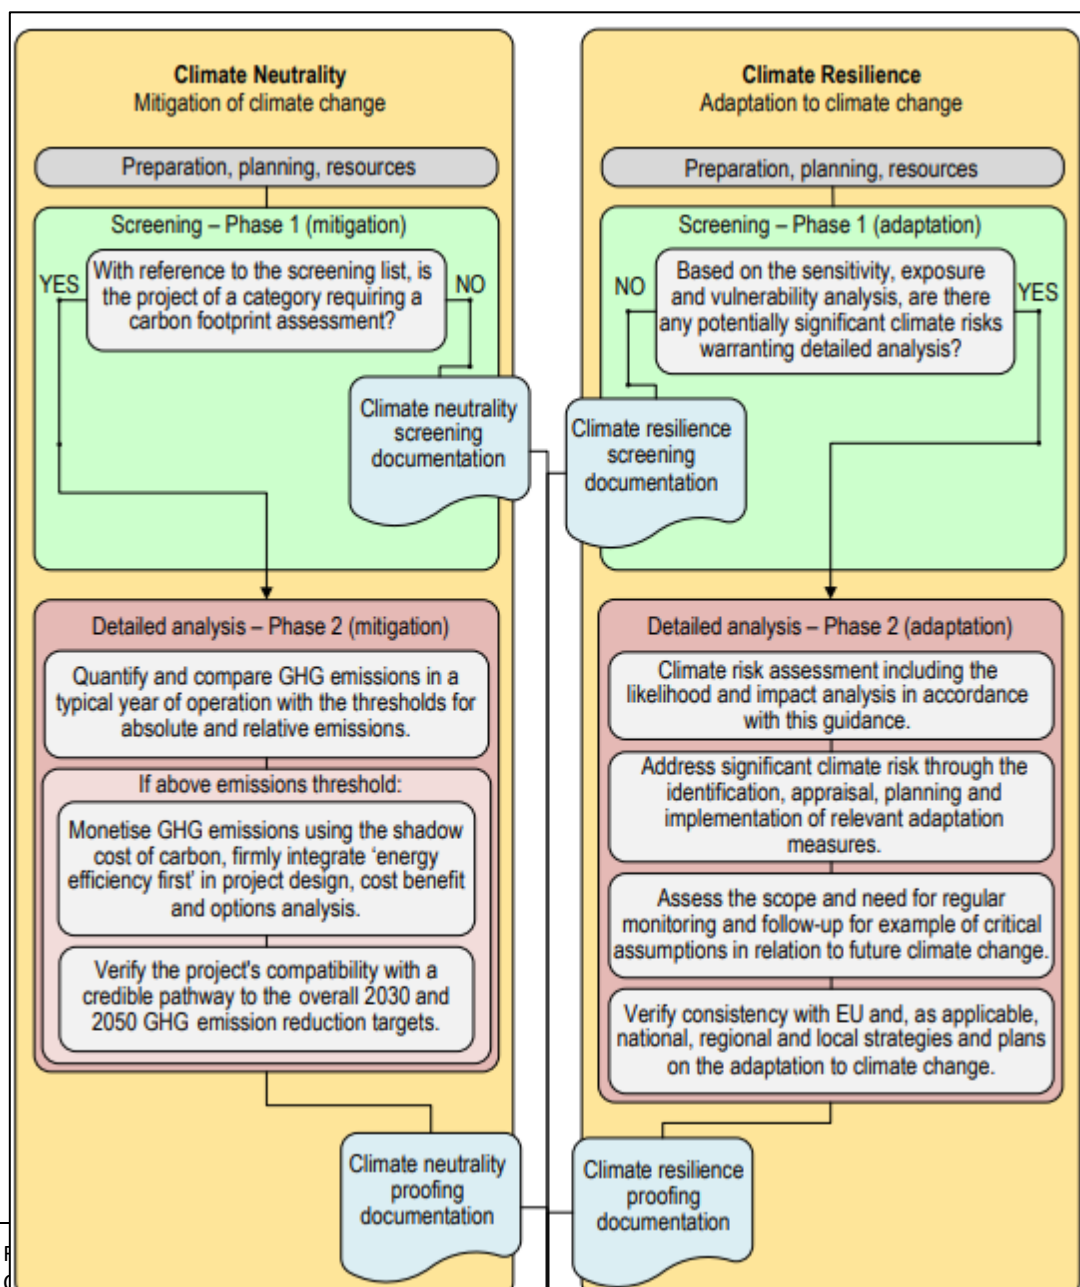 Climate Neutrality
Mitigation of climate change
Preparation, planning, resources
Screening – Phase 1 (mitigation)
YES
With reference to the screening list, is
the project of a category requiring a
carbon footprint assessment?
NO
Climate neutrality
screening
documentation
Detailed analysis – Phase 2 (mitigation)
Quantify and compare GHG emissions in a
typical year of operation with the thresholds for
absolute and relative emissions.
If above emissions threshold:
Monetise GHG emissions using the shadow
cost of carbon, firmly integrate ‘energy
efficiency first’ in project design, cost benefit
and options analysis.
Verify the project's compatibility with a
credible pathway to the overall 2030 and
2050 GHG emission reduction targets.
Climate neutrality
proofing
documentation
Climate Resilience
Adaptation to climate change
Preparation, planning, resources
Screening – Phase 1 (adaptation)
NO
Based on the sensitivity, exposure
and vulnerability analysis, are there
any potentially significant climate risks
warranting detailed analysis?
YES
Climate resilience
screening
documentation
Detailed analysis – Phase 2 (adaptation)
Climate risk assessment including the
likelihood and impact analysis in accordance
with this guidance.
Address significant climate risk through the
identification, appraisal, planning and
implementation of relevant adaptation
measures.
Assess the scope and need for regular
monitoring and follow-up for example of critical
assumptions in relation to future climate change.
Verify consistency with EU and, as applicable,
national, regional and local strategies and plans
on the adaptation to climate change.
Climate resilience
proofing
documentation